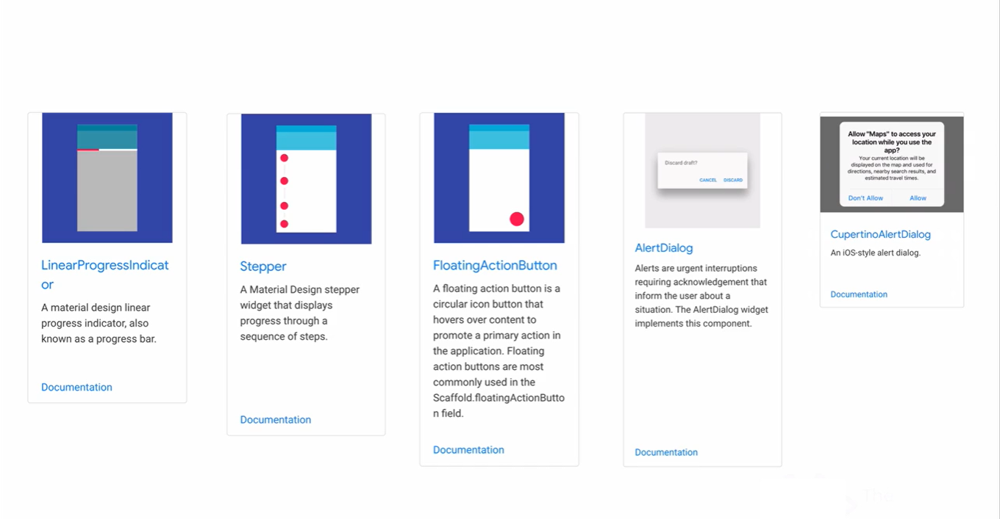 LinearProgressIndicat
or
A material design linear
progress indicator, also
known as a progress bar.
Documentation
Stepper
A Material Design stepper
widget that displays
progress through a
sequence of steps.
Documentation
FloatingActionButton
A floating action button is a
circular icon button that
hovers over content to
promote a primary action in
the application. Floating
action buttons are most
commonly used in the
Scaffold.floatingActionButto
n field.
Documentation
Discard draft?
CANCEL DISCARD
AlertDialog
Alerts are urgent interruptions
requiring acknowledgement that
inform the user about a
situation. The AlertDialog widget
implements this component.
Documentation
Allow "Maps" to access your
location while you use the
app?
Your current location will be
displayed on the map and used for
directions, nearby search results, and
estimated travel times.
Don't Allow Allow
CupertinoAlertDialog
An iOS-style alert dialog.
Documentation